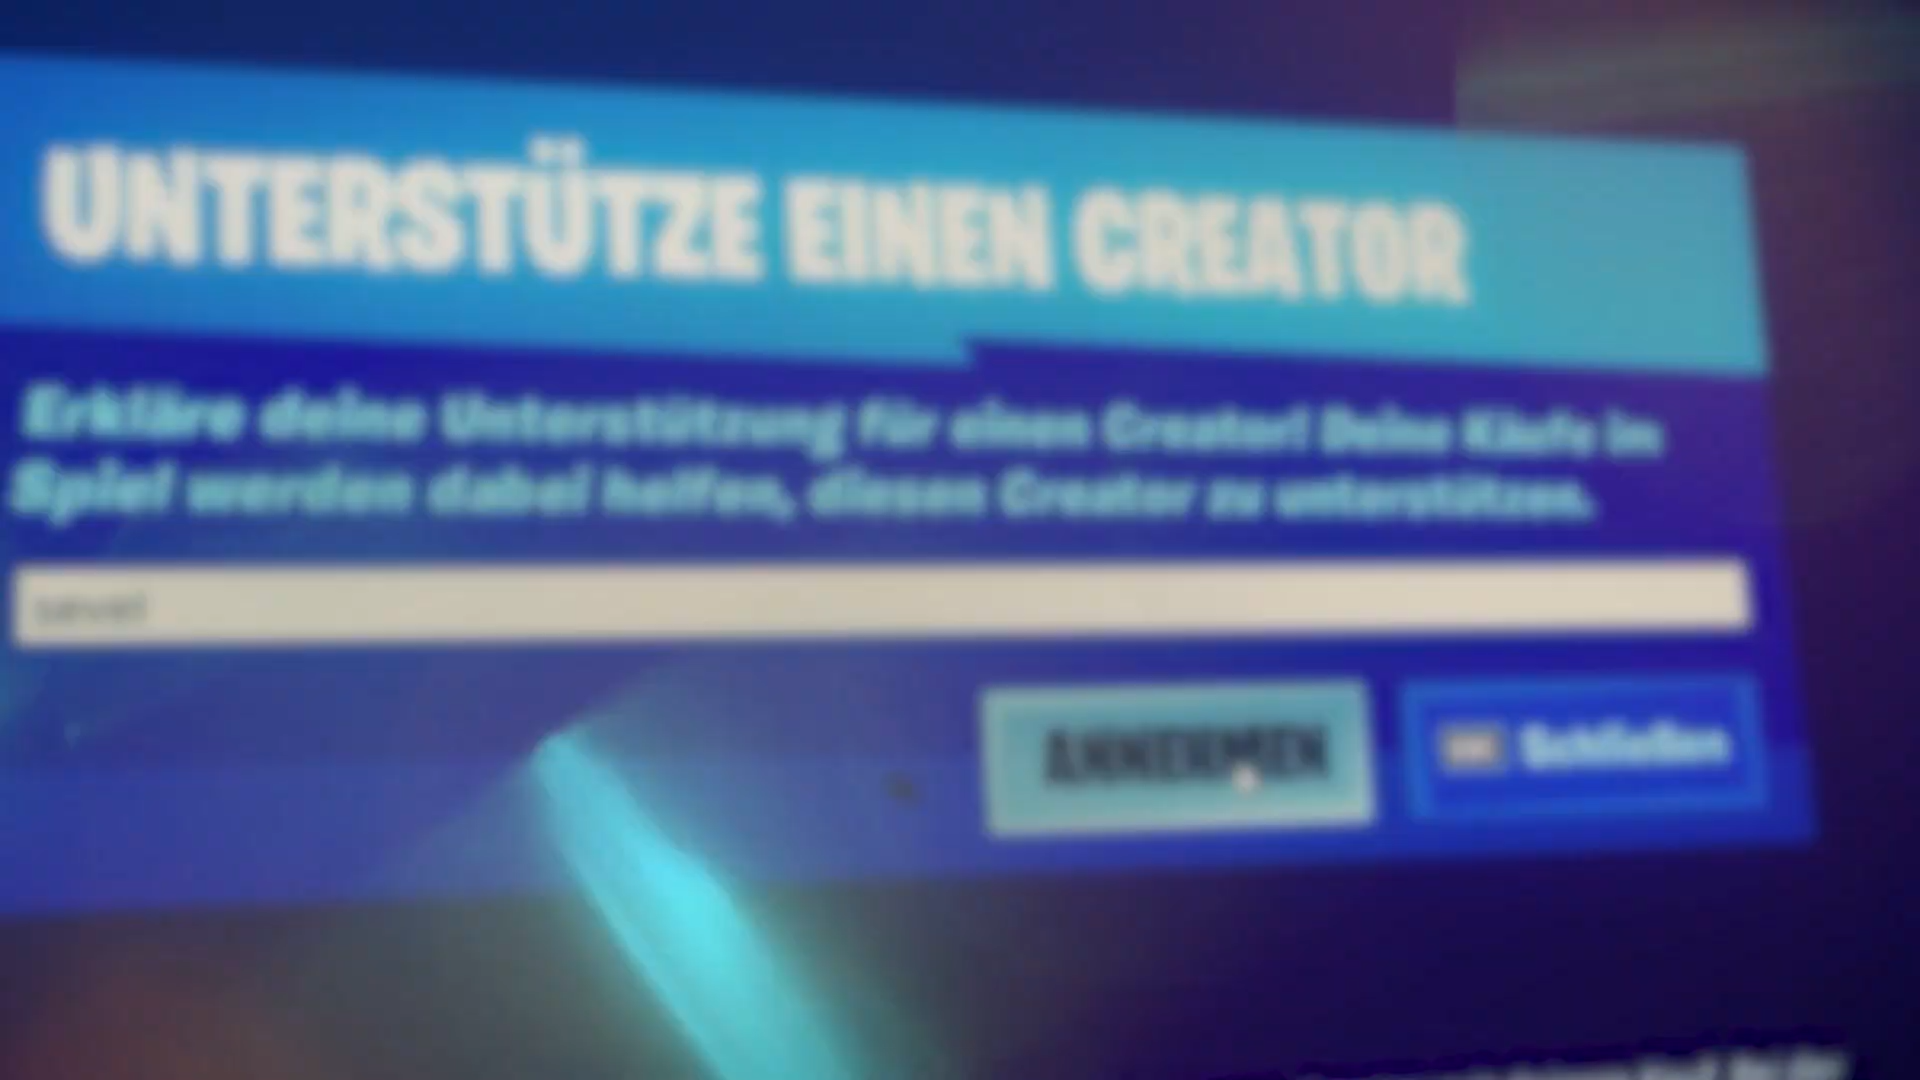 UNTERSTÜTZE EINEN CREATOR
Erkläre deine Unterstützung für einen Creator! Deine Käufe im
Spiel werden dabei helfen, diesen Creator zu unterstützen.
ANNEHMEN
Schließen